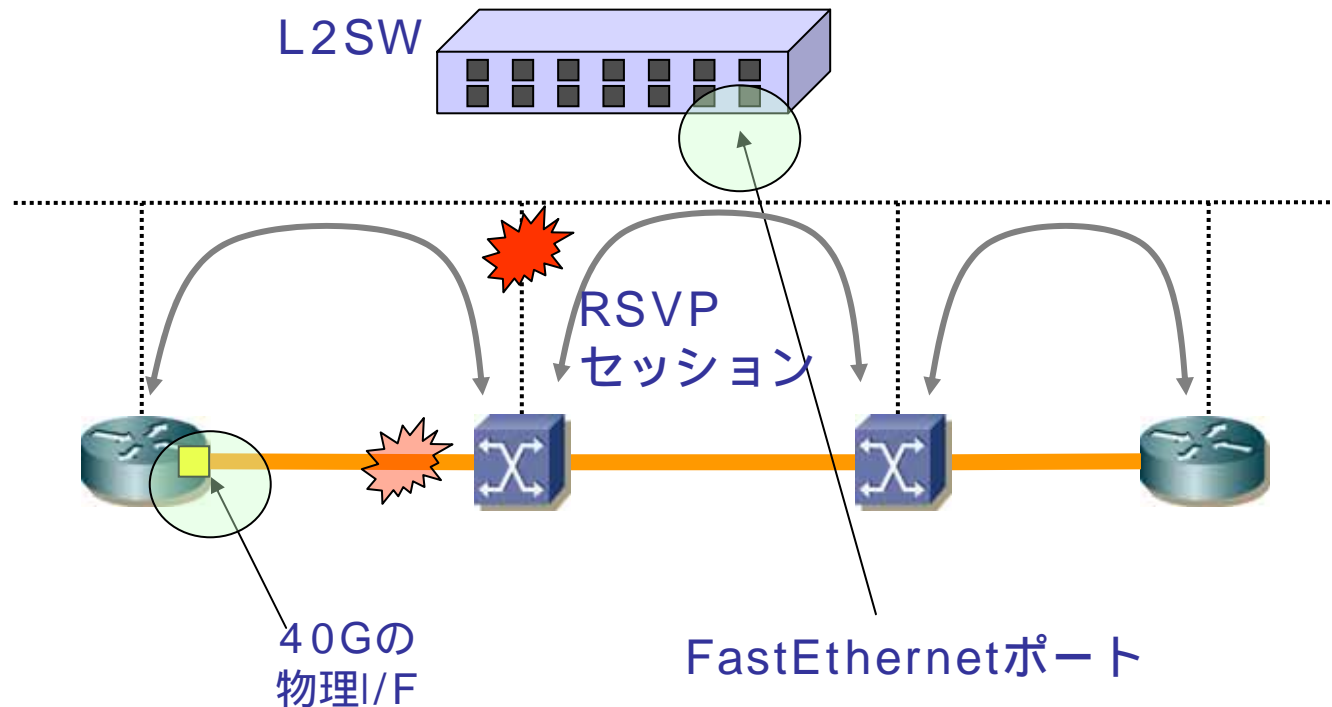 L2SW
RSVP
セッション
40Gの
物理I/F
FastEthernetポート